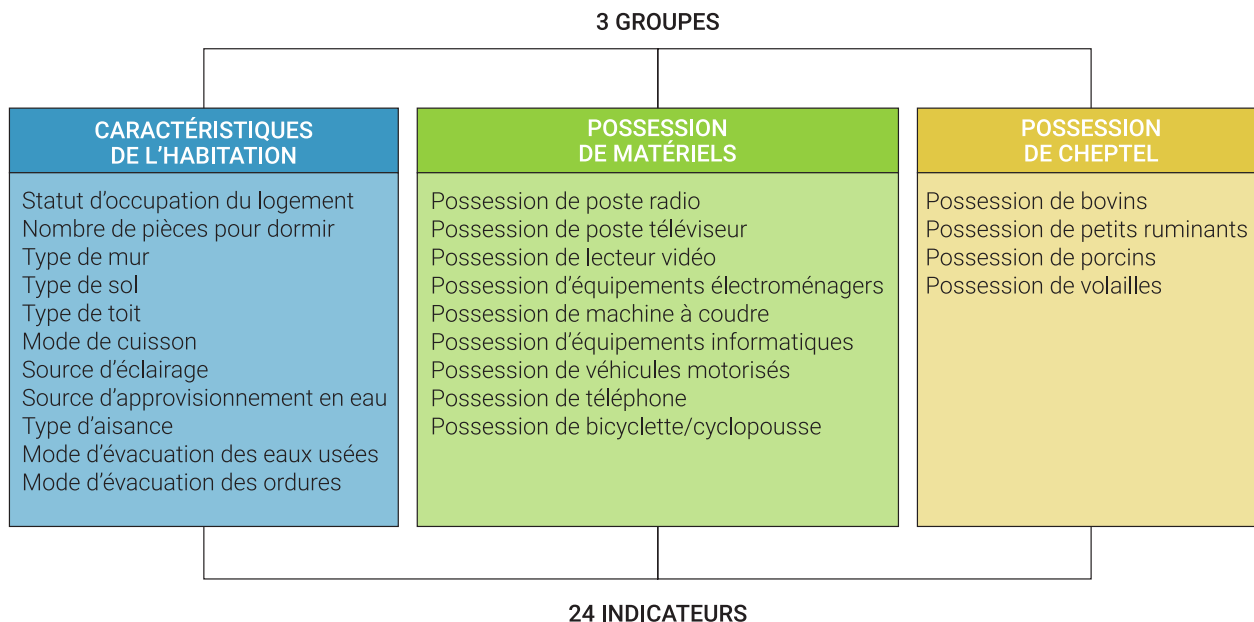 3 GROUPES
CARACTÉRISTIQUES
DE L’HABITATION
Statut d’occupation du logement
Nombre de pièces pour dormir
Type de mur
Type de sol
Type de toit
Mode de cuisson
Source d’éclairage
Source d’approvisionnement en eau
Type d’aisance
Mode d’évacuation des eaux usées
Mode d’évacuation des ordures
POSSESSION
DE MATÉRIELS
Possession de poste radio
Possession de poste téléviseur
Possession de lecteur vidéo
Possession d’équipements électroménagers
Possession de machine à coudre
Possession d’équipements informatiques
Possession de véhicules motorisés
Possession de téléphone
Possession de bicyclette/cyclopousse
POSSESSION
DE CHEPTEL
Possession de bovins
Possession de petits ruminants
Possession de porcins
Possession de volailles
24 INDICATEURS